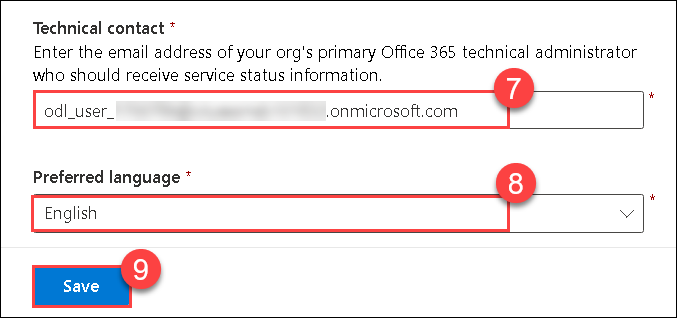 Technical contact *
Enter the email address of your org's primary Office 365 technical administrator
who should receive service status information.
7
odl_user_ .onmicrosoft.com
*
Preferred language *
8
English
*
9
Save